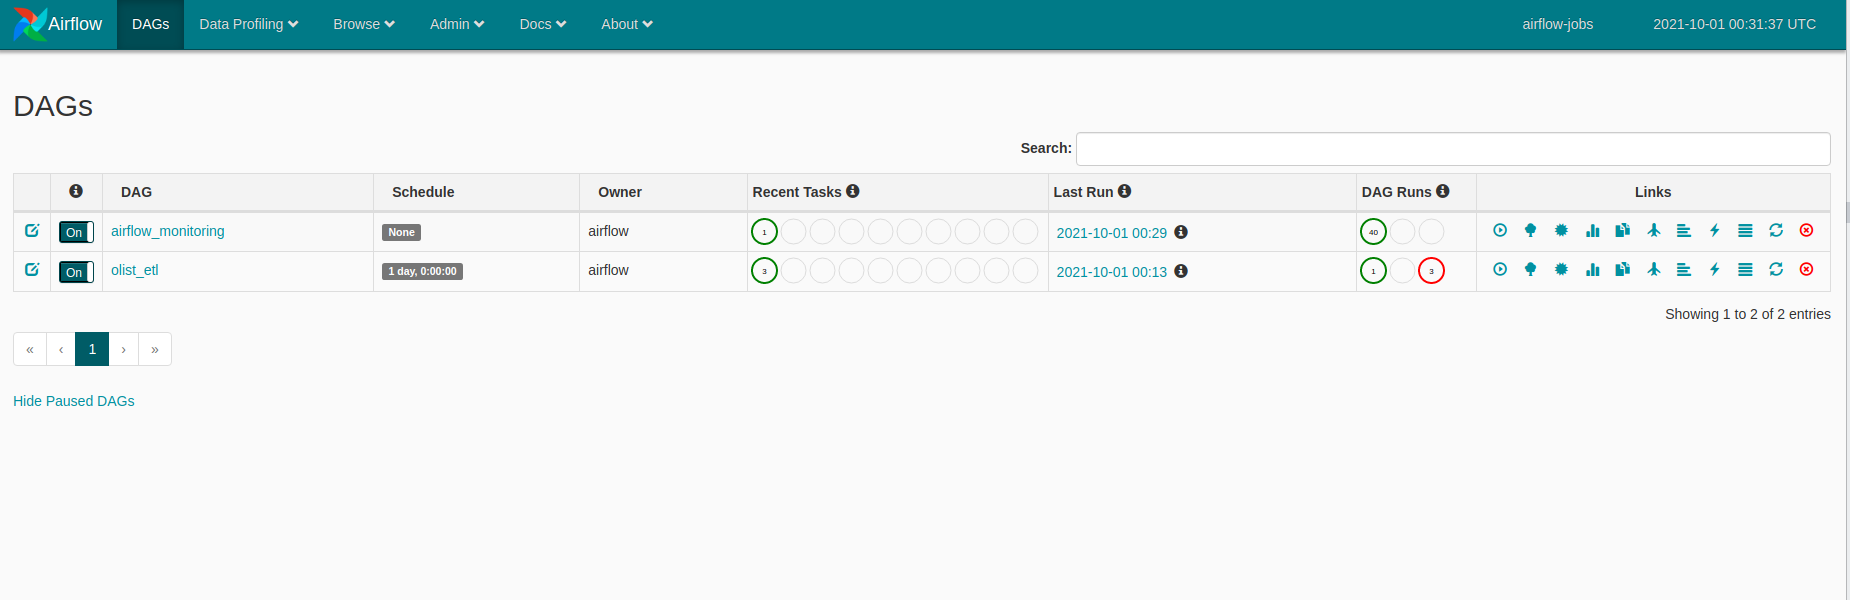 Airflow DAGs Data Profiling Browse Admin Docs About airflow-jobs 2021-10-01 00:31:37 UTC
DAGs
Search:
DAG Schedule Owner Recent Tasks Last Run DAG Runs Links
On airflow_monitoring None airflow 1 2021-10-01 00:29 40
On olist_etl 1 day, 0:00:00 airflow 3 2021-10-01 00:13 1 3
Showing 1 to 2 of 2 entries
« ‹ 1 › »
Hide Paused DAGs